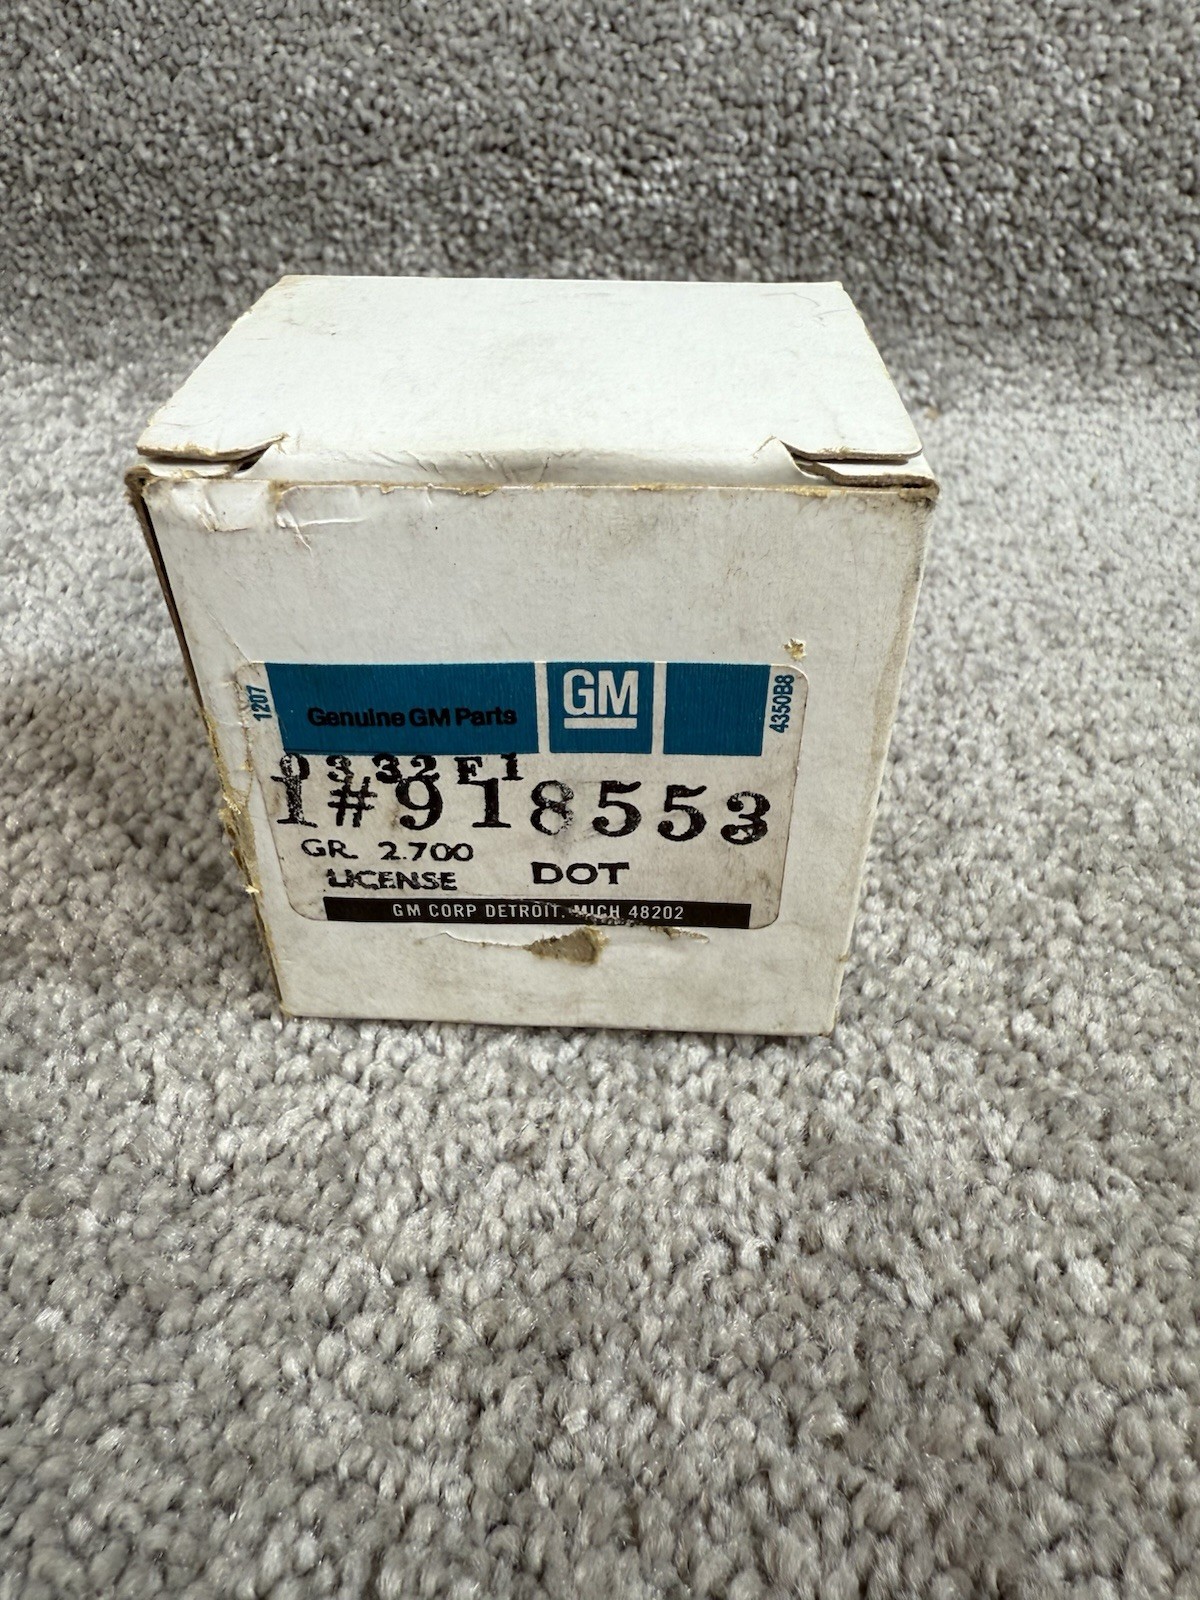 1207
Genuine GM Parts
GM
4350B8
0332F1
1#918553
GR. 2.700
LICENSE DOT
GM CORP DETROIT, MICH 48202